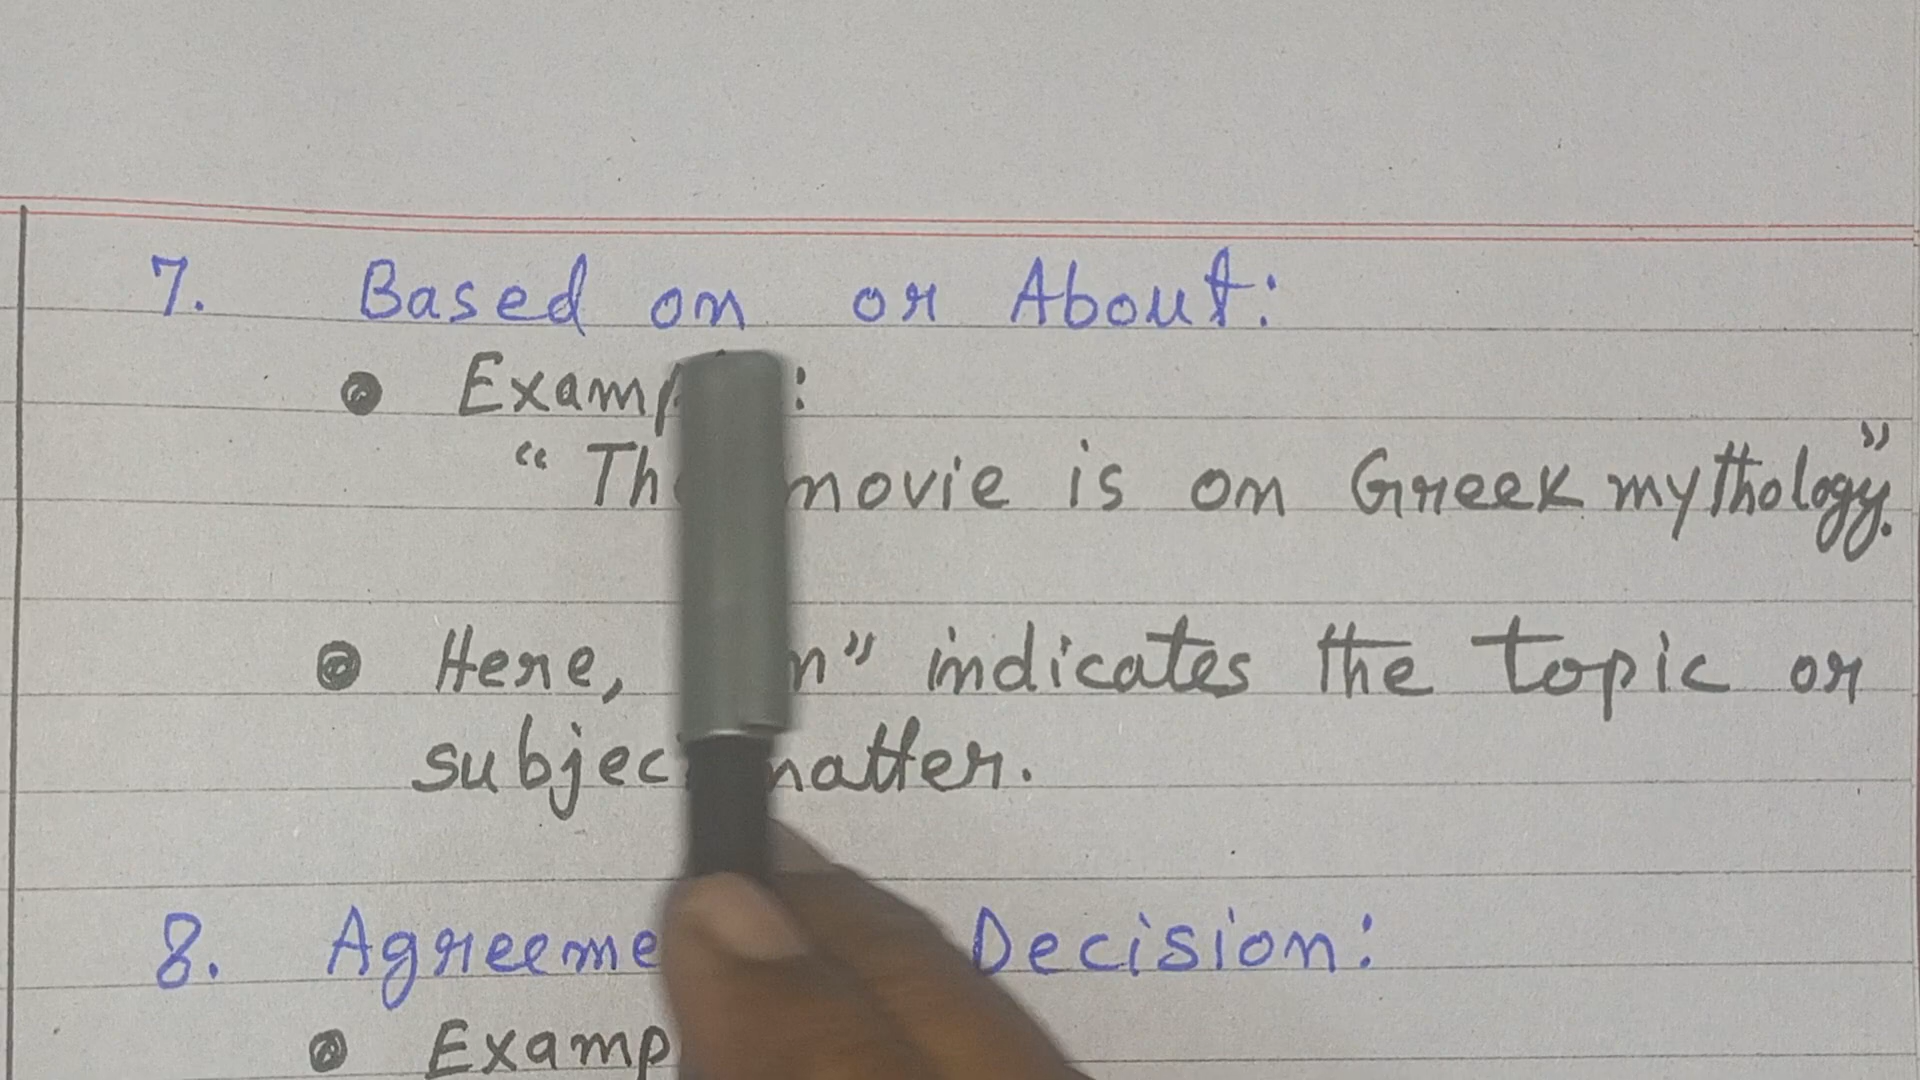 7. Based on or About:
Examp :
“ Th movie is on Greek mythology.”
Here, n” indicates the topic or
subjec matter.
8. Agreeme Decision:
Examp